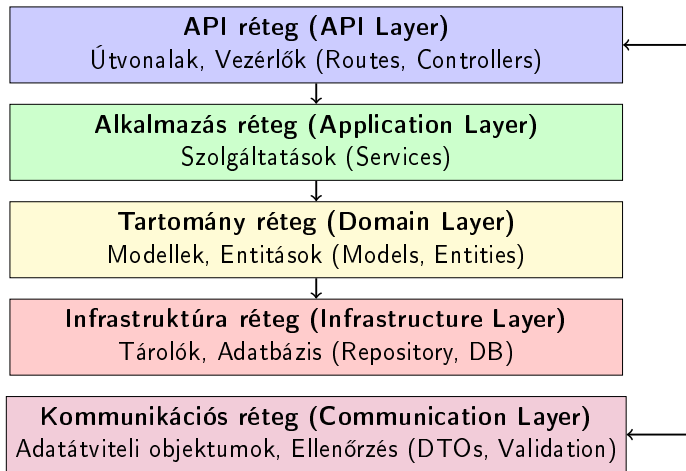 API réteg (API Layer)
Útvonalak, Vezérlők (Routes, Controllers)
Alkalmazás réteg (Application Layer)
Szolgáltatások (Services)
Tartomány réteg (Domain Layer)
Modellek, Entitások (Models, Entities)
Infrastruktúra réteg (Infrastructure Layer)
Tárolók, Adatbázis (Repository, DB)
Kommunikációs réteg (Communication Layer)
Adatátviteli objektumok, Ellenőrzés (DTOs, Validation)